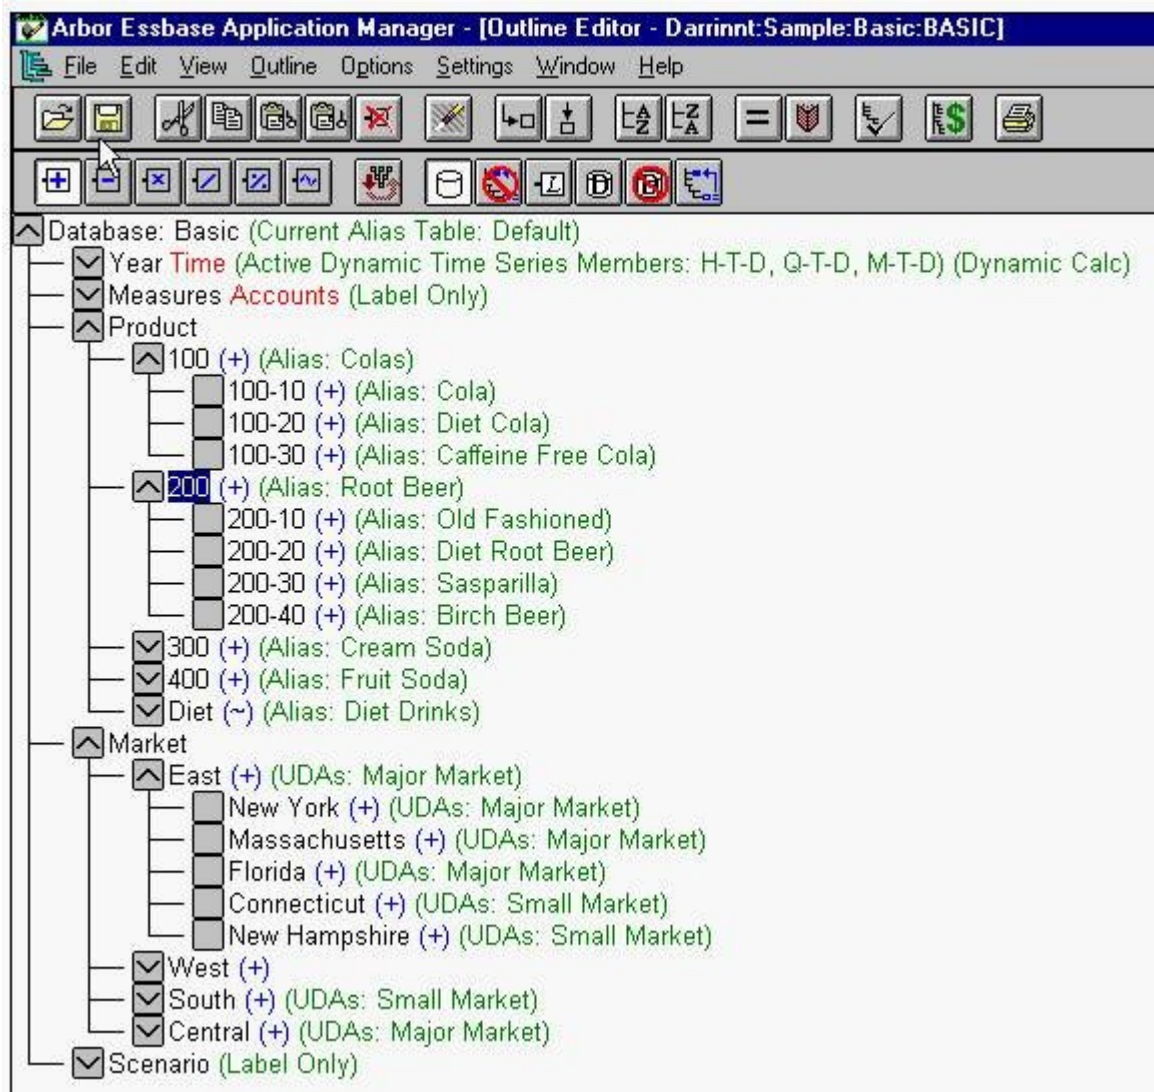 Arbor Essbase Application Manager - [Outline Editor - Darrinnt:Sample:Basic:BASIC]
File Edit View Outline Options Settings Window Help
Database: Basic (Current Alias Table: Default)
Year Time (Active Dynamic Time Series Members: H-T-D, Q-T-D, M-T-D) (Dynamic Calc)
Measures Accounts (Label Only)
Product
100 (+) (Alias: Colas)
100-10 (+) (Alias: Cola)
100-20 (+) (Alias: Diet Cola)
100-30 (+) (Alias: Caffeine Free Cola)
200 (+) (Alias: Root Beer)
200-10 (+) (Alias: Old Fashioned)
200-20 (+) (Alias: Diet Root Beer)
200-30 (+) (Alias: Sasparilla)
200-40 (+) (Alias: Birch Beer)
300 (+) (Alias: Cream Soda)
400 (+) (Alias: Fruit Soda)
Diet (~) (Alias: Diet Drinks)
Market
East (+) (UDAs: Major Market)
New York (+) (UDAs: Major Market)
Massachusetts (+) (UDAs: Major Market)
Florida (+) (UDAs: Major Market)
Connecticut (+) (UDAs: Small Market)
New Hampshire (+) (UDAs: Small Market)
West (+)
South (+) (UDAs: Small Market)
Central (+) (UDAs: Major Market)
Scenario (Label Only)